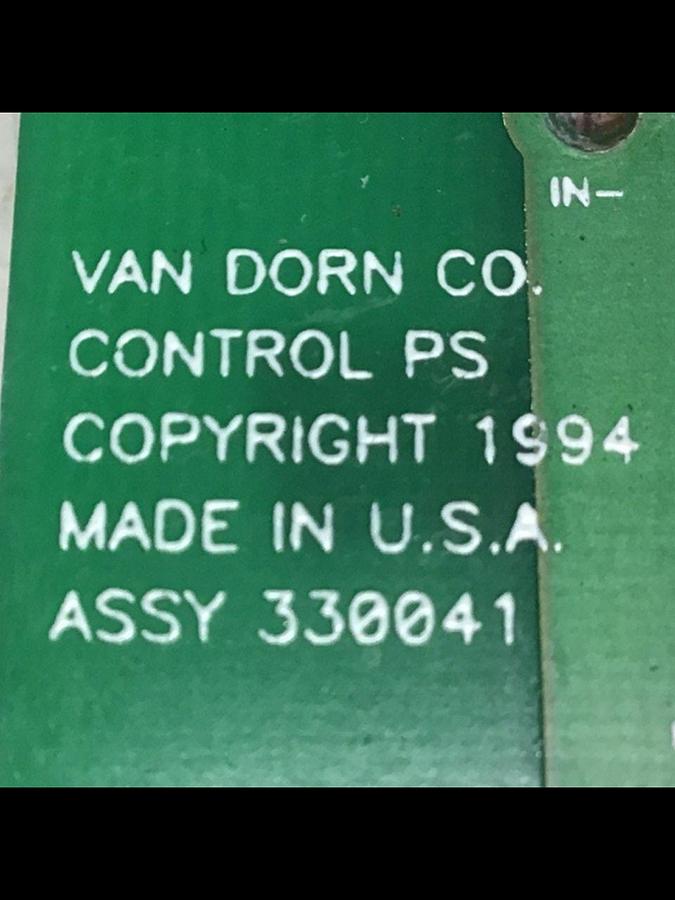 IN-
VAN DORN CO.
CONTROL PS
COPYRIGHT 1994
MADE IN U.S.A.
ASSY 330041